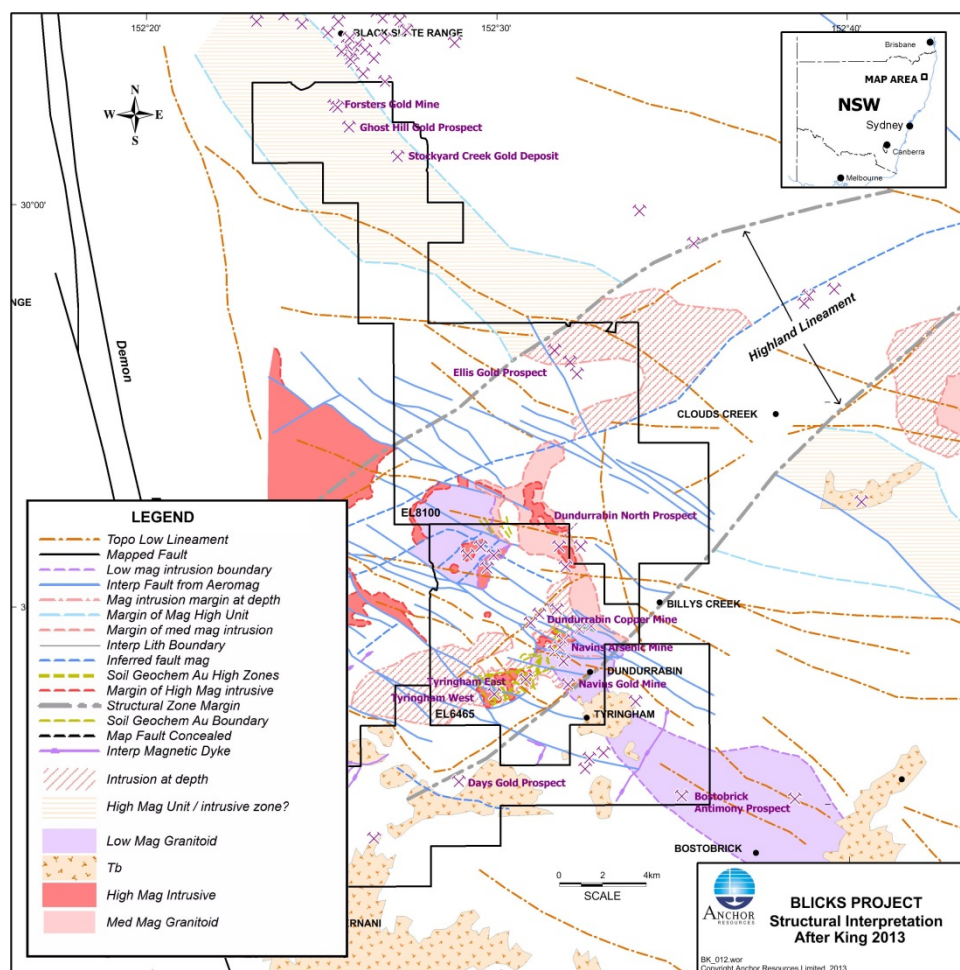 152°20'
152°30'
152°40'
BLACK
RANGE
Brisbane
MAP AREA
NSW
Sydney
Canberra
Melbourne
N
W E
S
Forsters Gold Mine
Ghost Hill Gold Prospect
Stockyard Creek Gold Deposit
30°00'
NGE
Demon
Highland Lineament
Ellis Gold Prospect
CLOUDS CREEK
EL8100
Dundurrabin North Prospect
BILLYS CREEK
Dundurrabin Copper Mine
Navins Arsenic Mine
DUNDURRABIN
Tyringham East
Navins Gold Mine
Tyringham West
EL6465
TYRINGHAM
Days Gold Prospect
Bostobrick
Antimony Prospect
BOSTOBRICK
ERNANI
LEGEND
Topo Low Lineament
Mapped Fault
Low mag intrusion boundary
Interp Fault from Aeromag
Mag intrusion margin at depth
Margin of Mag High Unit
Margin of med mag intrusion
Interp Lith Boundary
Inferred fault mag
Soil Geochem Au High Zones
Margin of High Mag intrusive
Structural Zone Margin
Soil Geochem Au Boundary
Map Fault Concealed
Interp Magnetic Dyke
Intrusion at depth
High Mag Unit / intrusive zone?
Low Mag Granitoid
Tb
High Mag Intrusive
Med Mag Granitoid
0 2 4km
SCALE
ANCHOR
RESOURCES
BLICKS PROJECT
Structural Interpretation
After King 2013
BK_012.wor
Copyright Anchor Resources Limited, 2013